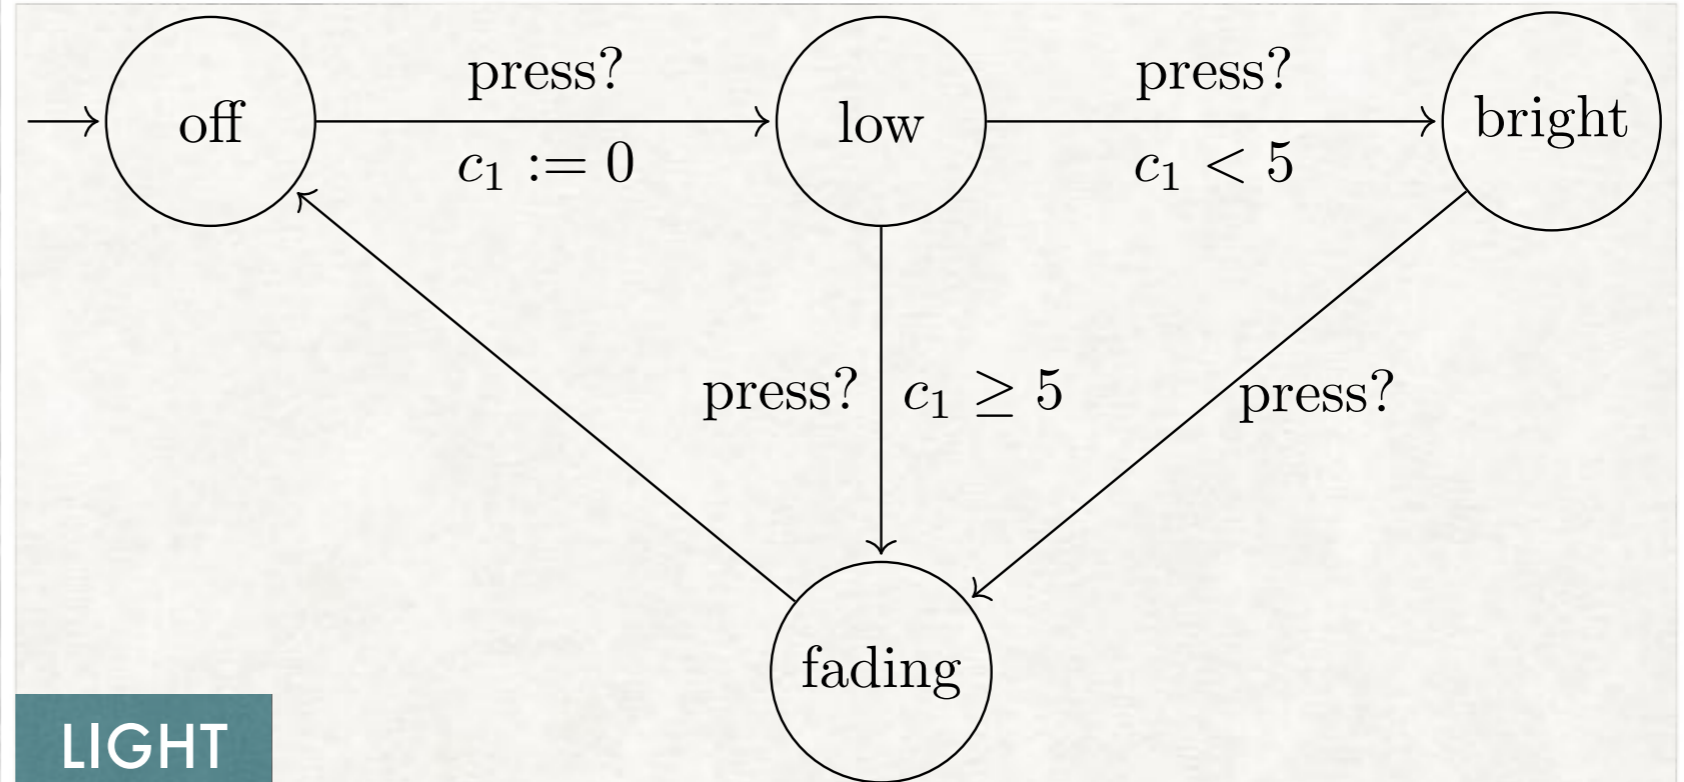 press?
press?
off
low
bright
c₁ := 0
c₁ < 5
press?
c₁ ≥ 5
press?
fading
LIGHT